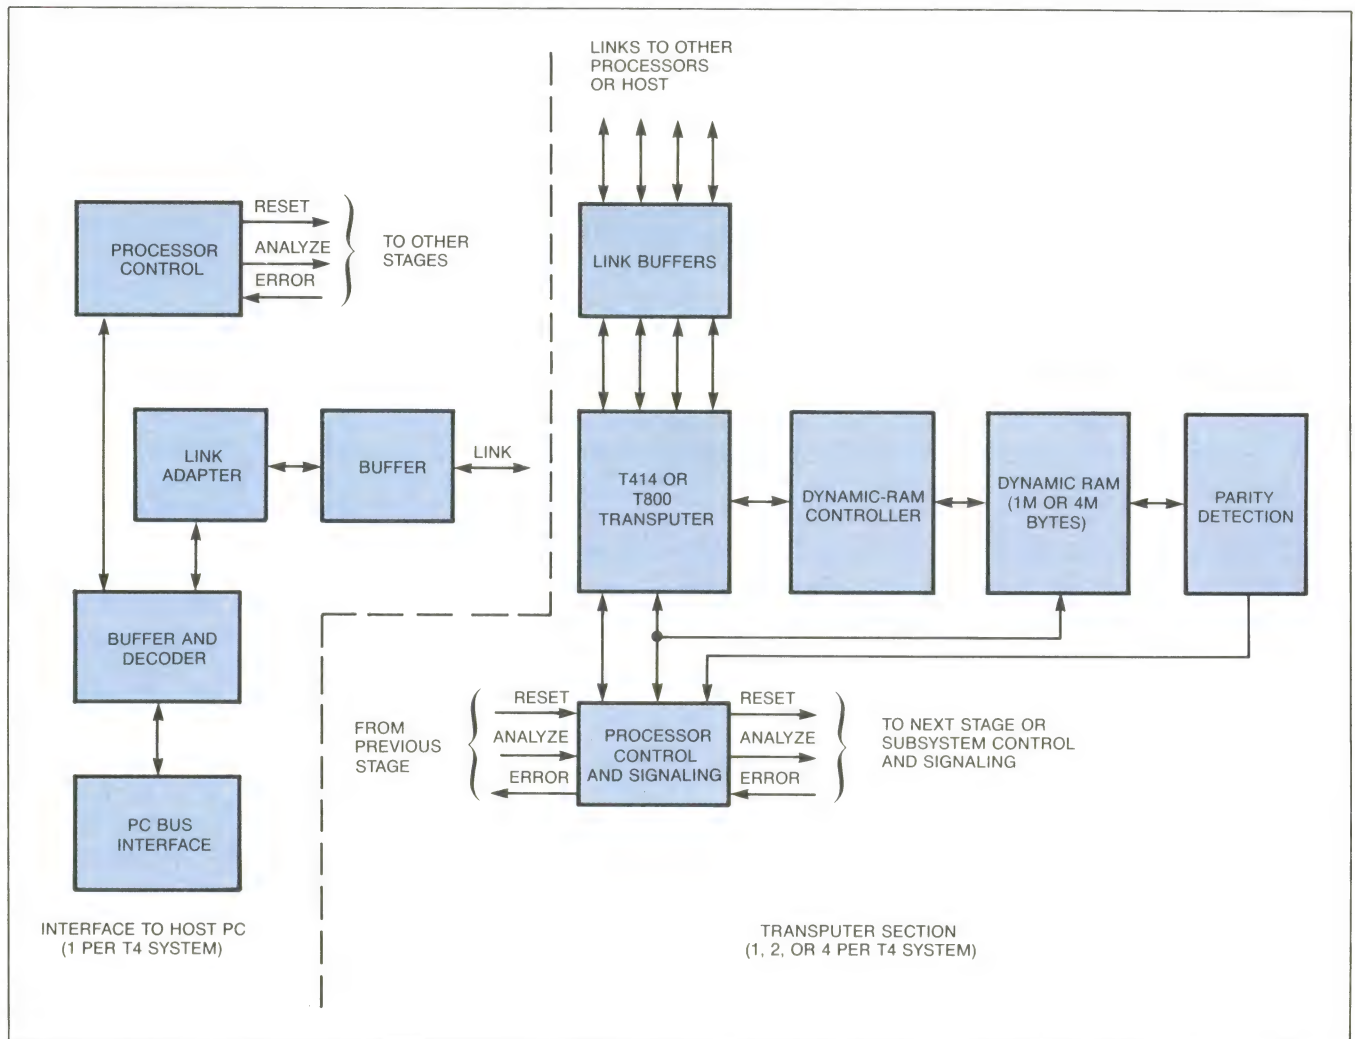 LINKS TO OTHER
PROCESSORS
OR HOST
PROCESSOR
CONTROL
RESET
ANALYZE
ERROR
TO OTHER
STAGES
LINK BUFFERS
LINK
ADAPTER
BUFFER
LINK
T414 OR
T800
TRANSPUTER
DYNAMIC-RAM
CONTROLLER
DYNAMIC RAM
(1M OR 4M
BYTES)
PARITY
DETECTION
BUFFER AND
DECODER
FROM
PREVIOUS
STAGE
RESET
ANALYZE
ERROR
PROCESSOR
CONTROL
AND SIGNALING
RESET
ANALYZE
ERROR
TO NEXT STAGE OR
SUBSYSTEM CONTROL
AND SIGNALING
PC BUS
INTERFACE
INTERFACE TO HOST PC
(1 PER T4 SYSTEM)
TRANSPUTER SECTION
(1, 2, OR 4 PER T4 SYSTEM)